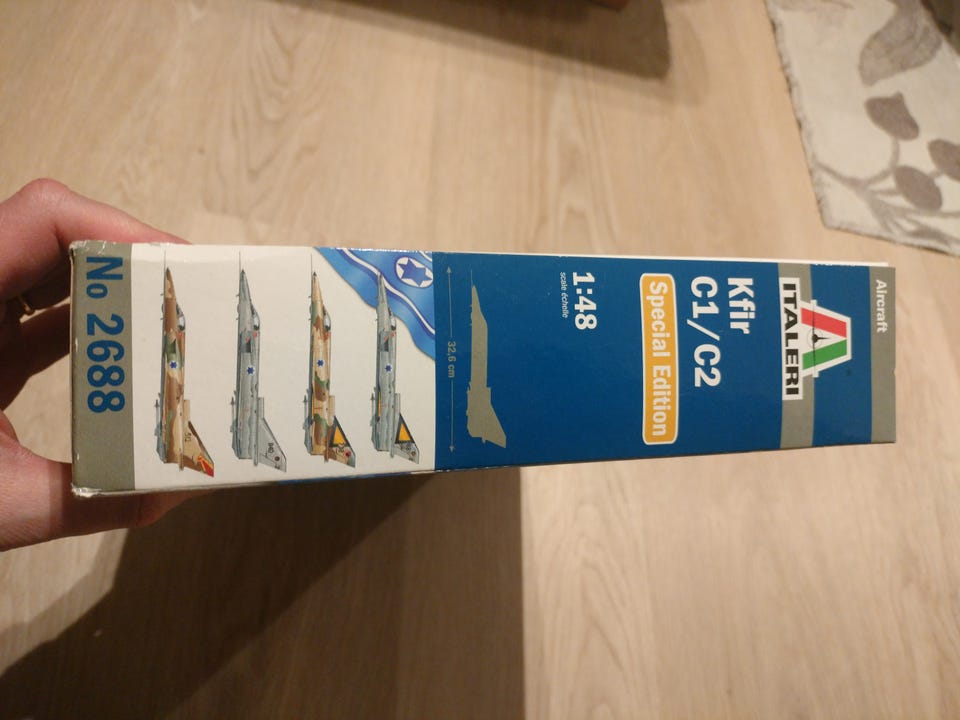 Aircraft
ITALERI
Kfir
C1/C2
Special Edition
1:48
scale échelle
32,6 cm
No 2688